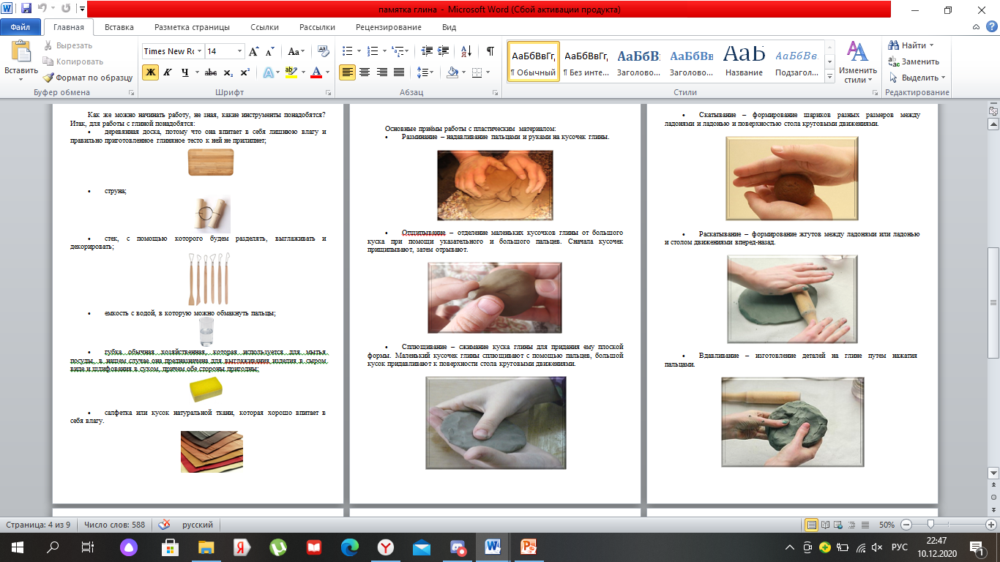 памятка глина - Microsoft Word (Сбой активации продукта)
Файл
Главная
Вставка
Разметка страницы
Ссылки
Рассылки
Рецензирование
Вид
Вставить
Вырезать
Копировать
Формат по образцу
Буфер обмена
Times New Ro
14
Aa
Ж К Ч abc x₂ x²
A
Шрифт
Абзац
АаБбВвГг,
¶ Обычный
АаБбВвГг,
¶ Без инте...
АаБбВ
Заголово...
АаБбВв
Заголово...
АаБ
Название
АаБбВв.
Подзагол...
Стили
Изменить
стили
Найти
Заменить
Выделить
Редактирование
Как же можно начинать работу, не зная, какие инструменты понадобятся?
Итак, для работы с глиной понадобятся:
• деревянная доска, потому что она впитает в себя лишнюю влагу и
правильно приготовленное глиняное тесто к ней не прилипнет;
• струна;
• стек, с помощью которого будем разделять, выглаживать и
декорировать;
• емкость с водой, в которую можно обмакнуть пальцы;
• губка обычная хозяйственная, которая используется для мытья
посуды, в нашем случае она предназначена для выглаживания изделия в сыром
виде и шлифования в сухом, причем обе стороны пригодны;
• салфетка или кусок натуральной ткани, которая хорошо впитает в
себя влагу.
Основные приёмы работы с пластическим материалом:
• Разминание – надавливание пальцами и руками на кусочек глины.
• Отщипывание – отделение маленьких кусочков глины от большого
куска при помощи указательного и большого пальцев. Сначала кусочек
прищипывают, затем отрывают.
• Сплющивание – сжимание куска глины для придания ему плоской
формы. Маленький кусочек глины сплющивают с помощью пальцев, большой
кусок придавливают к поверхности стола круговыми движениями.
• Скатывание – формирование шариков разных размеров между
ладонями и ладонью и поверхностью стола круговыми движениями.
• Раскатывание – формирование жгутов между ладонями или ладонью
и столом движениями вперед-назад.
• Вдавливание – изготовление деталей на глине путем нажатия
пальцами.
Страница: 4 из 9
Число слов: 588
русский
50%
РУС
22:47
10.12.2020
1